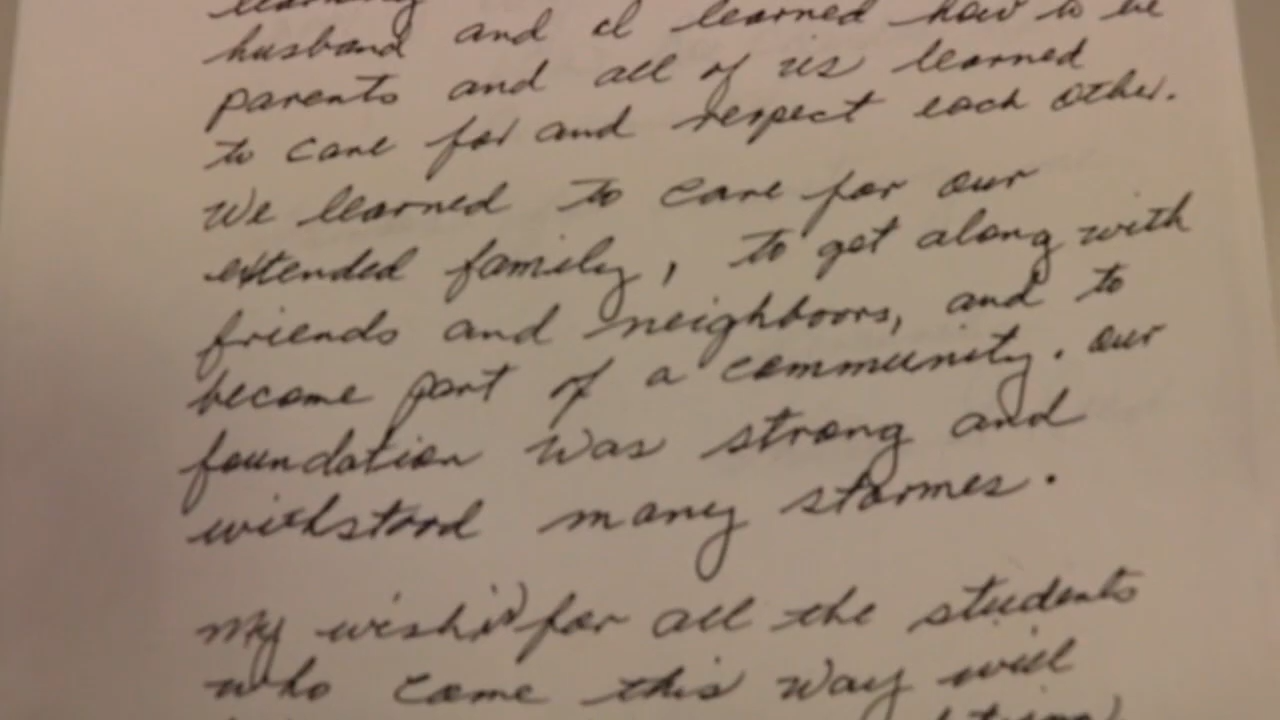 learning
husband and I learned how to be
parents and all of us learned
to care for and respect each other.
We learned to care for our
extended family, to get along with
friends and neighboors, and to
become part of a community. our
foundation was strong and
withstood many stormes.
My wish for all the students
who come this way will